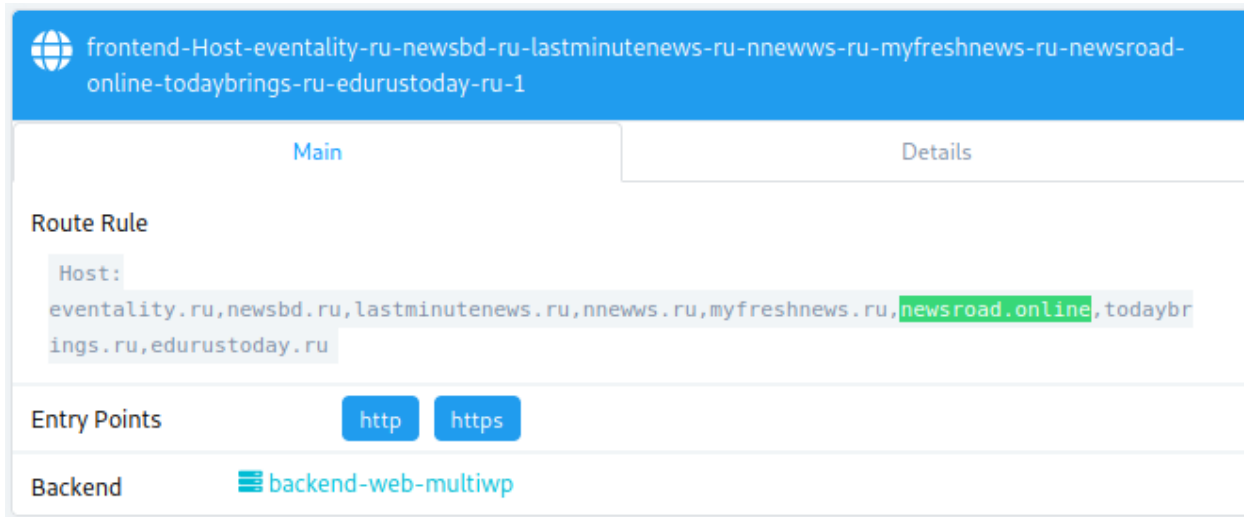 frontend-Host-eventality-ru-newsbd-ru-lastminutenews-ru-nnewws-ru-myfreshnews-ru-newsroad-
online-todaybrings-ru-edurustoday-ru-1
Main
Details
Route Rule
Host:
eventality.ru,newsbd.ru,lastminutenews.ru,nnewws.ru,myfreshnews.ru,newsroad.online,todaybr
ings.ru,edurustoday.ru
Entry Points
http
https
Backend
backend-web-multiwp